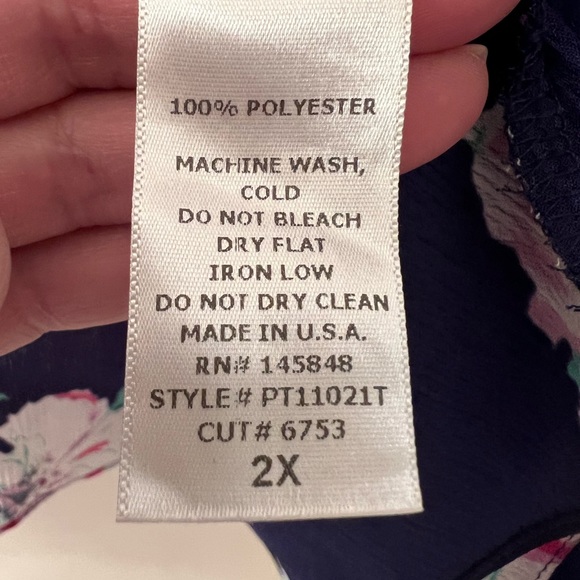 100% POLYESTER
MACHINE WASH,
COLD
DO NOT BLEACH
DRY FLAT
IRON LOW
DO NOT DRY CLEAN
MADE IN U.S.A.
RN# 145848
STYLE# PT11021T
CUT# 6753
2X